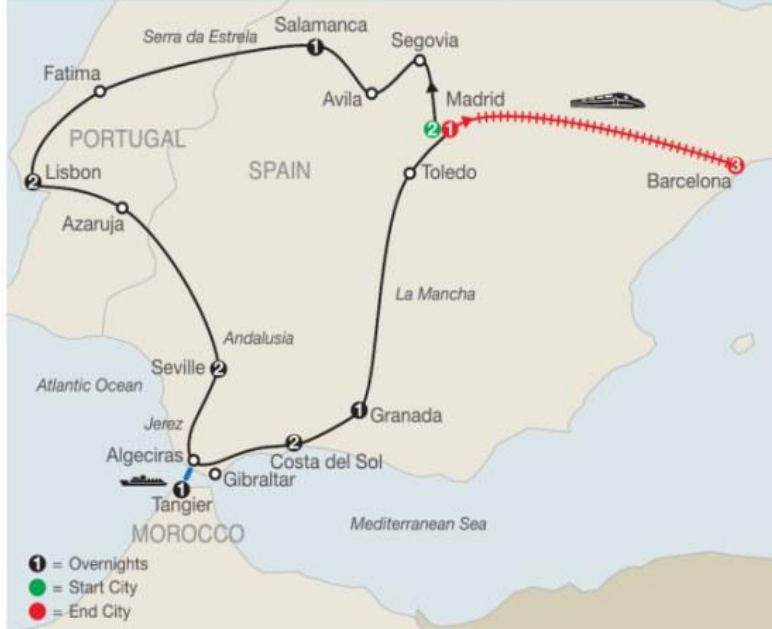 Salamanca
1
Serra da Estrela
Segovia
Fatima
Avila
Madrid
2 1
PORTUGAL
SPAIN
Toledo
3
Barcelona
2 Lisbon
Azaruja
La Mancha
Andalusia
Seville 2
Atlantic Ocean
Jerez
1 Granada
2
Costa del Sol
Algeciras
Gibraltar
1
Tangier
MOROCCO
Mediterranean Sea
1 = Overnights
= Start City
= End City